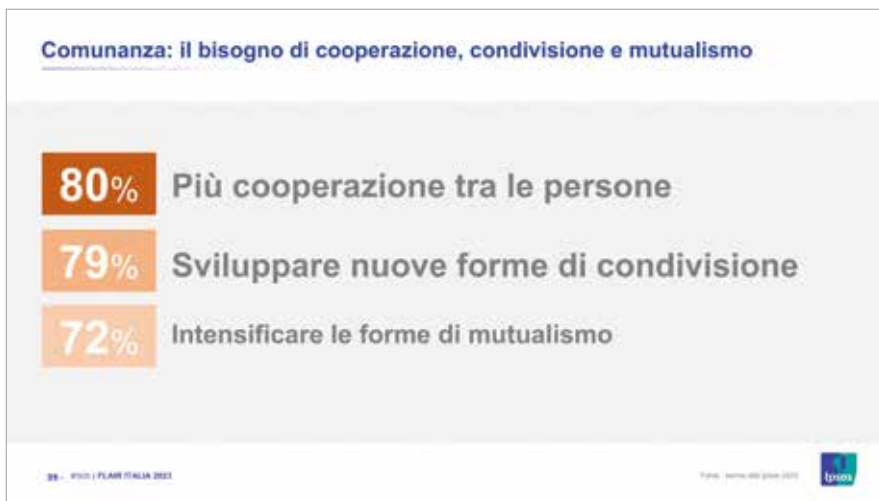 Comunanza: il bisogno di cooperazione, condivisione e mutualismo
80% Più cooperazione tra le persone
79% Sviluppare nuove forme di condivisione
72% Intensificare le forme di mutualismo
FLAIR ITALIA 2023
Ipsos